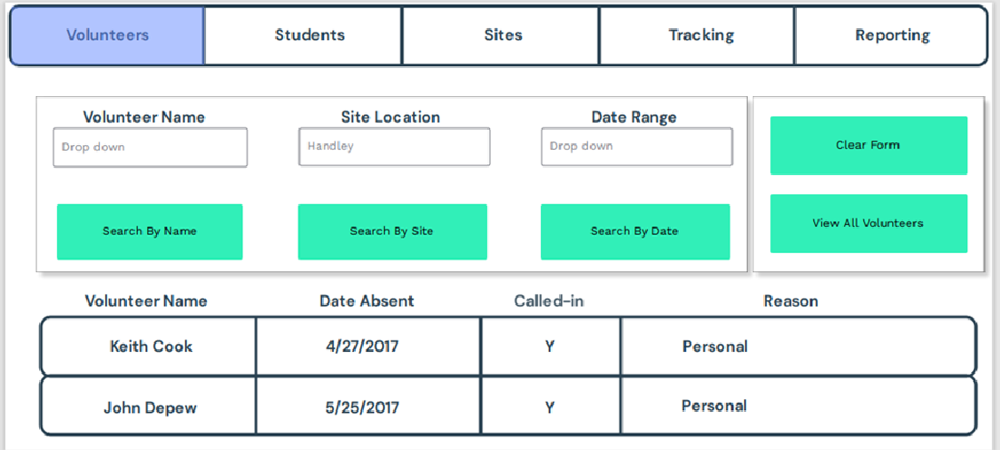 Volunteers Students Sites Tracking Reporting
Volunteer Name Site Location Date Range
Drop down Handley Drop down
Clear Form
Search By Name Search By Site Search By Date
View All Volunteers
Volunteer Name Date Absent Called-in Reason
Keith Cook 4/27/2017 Y Personal
John Depew 5/25/2017 Y Personal